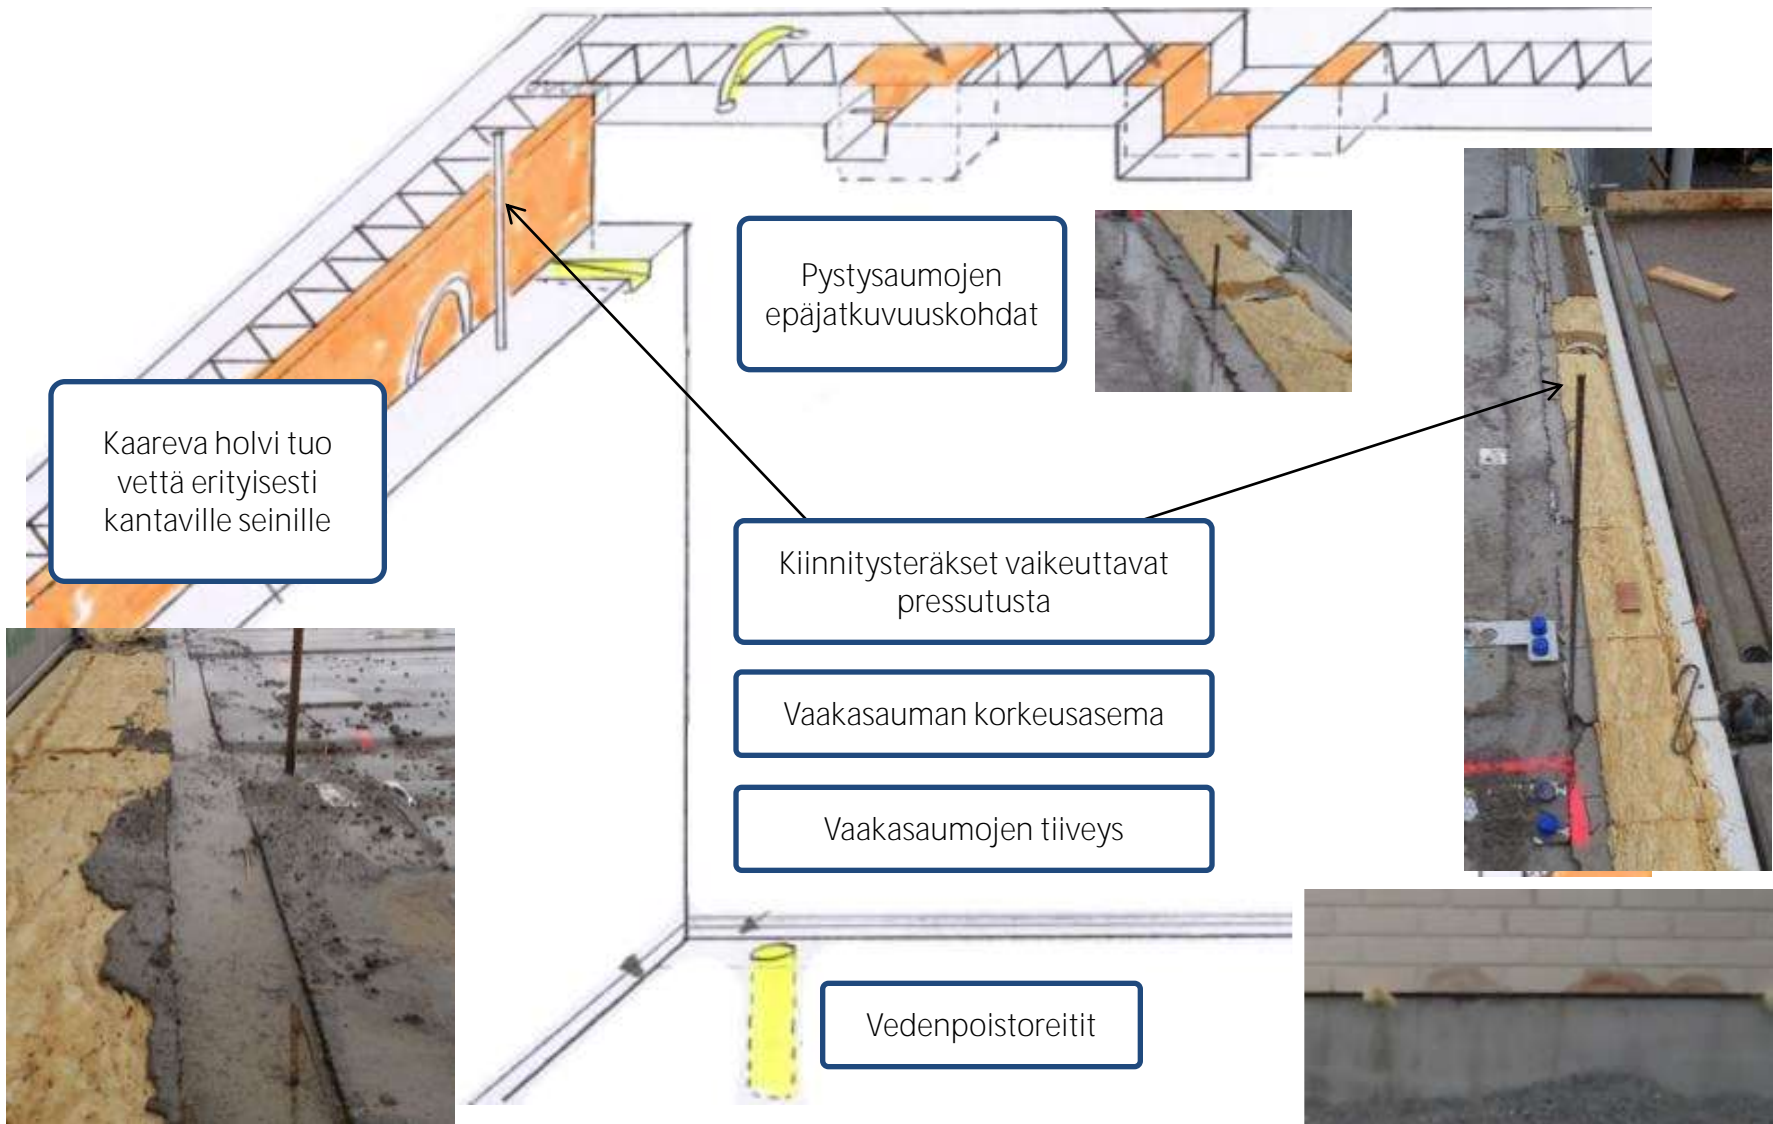 Pystysaumojen
epäjatkuvuuskohdat
Kaareva holvi tuo
vettä erityisesti
kantaville seinille
Kiinnitysteräkset vaikeuttavat
pressutusta
Vaakasauman korkeusasema
Vaakasaumojen tiiveys
Vedenpoistoreitit